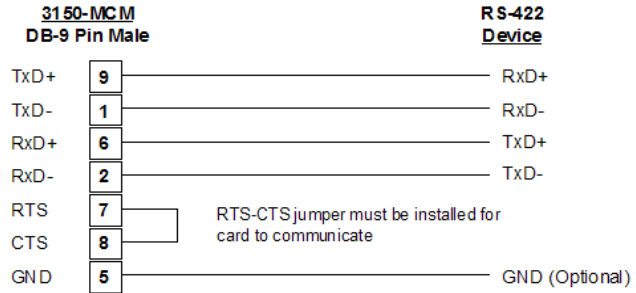 3150-MCM RS-422
DB-9 Pin Male Device
TxD+ 9 RxD+
TxD- 1 RxD-
RxD+ 6 TxD+
RxD- 2 TxD-
RTS 7 RTS-CTS jumper must be installed for
CTS 8 card to communicate
GND 5 GND (Optional)